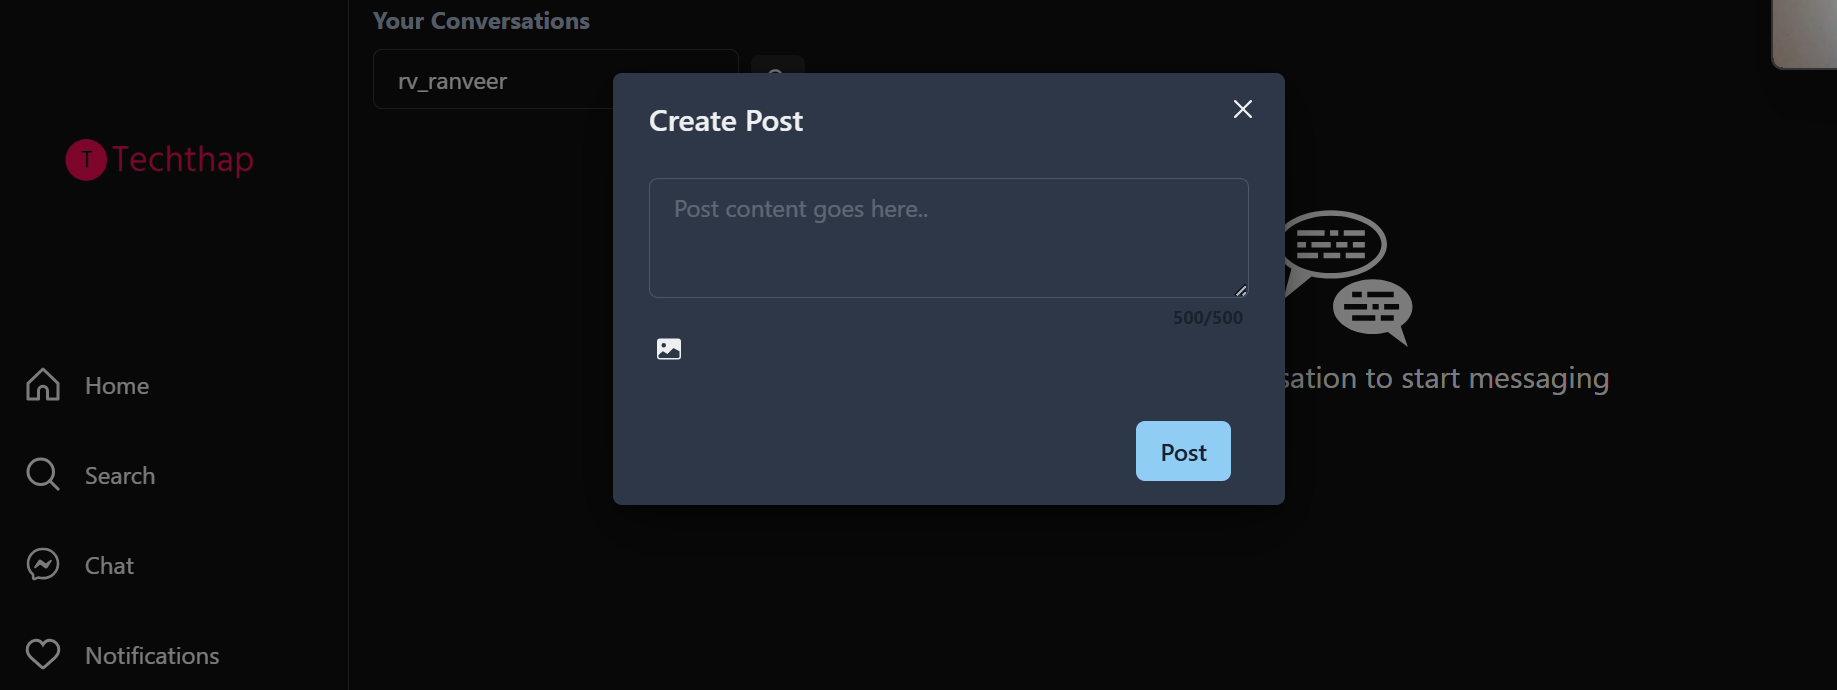 Your Conversations
rv_ranveer
Create Post
T Techthap
Post content goes here..
500/500
to start messaging
Home
Post
Search
Chat
Notifications